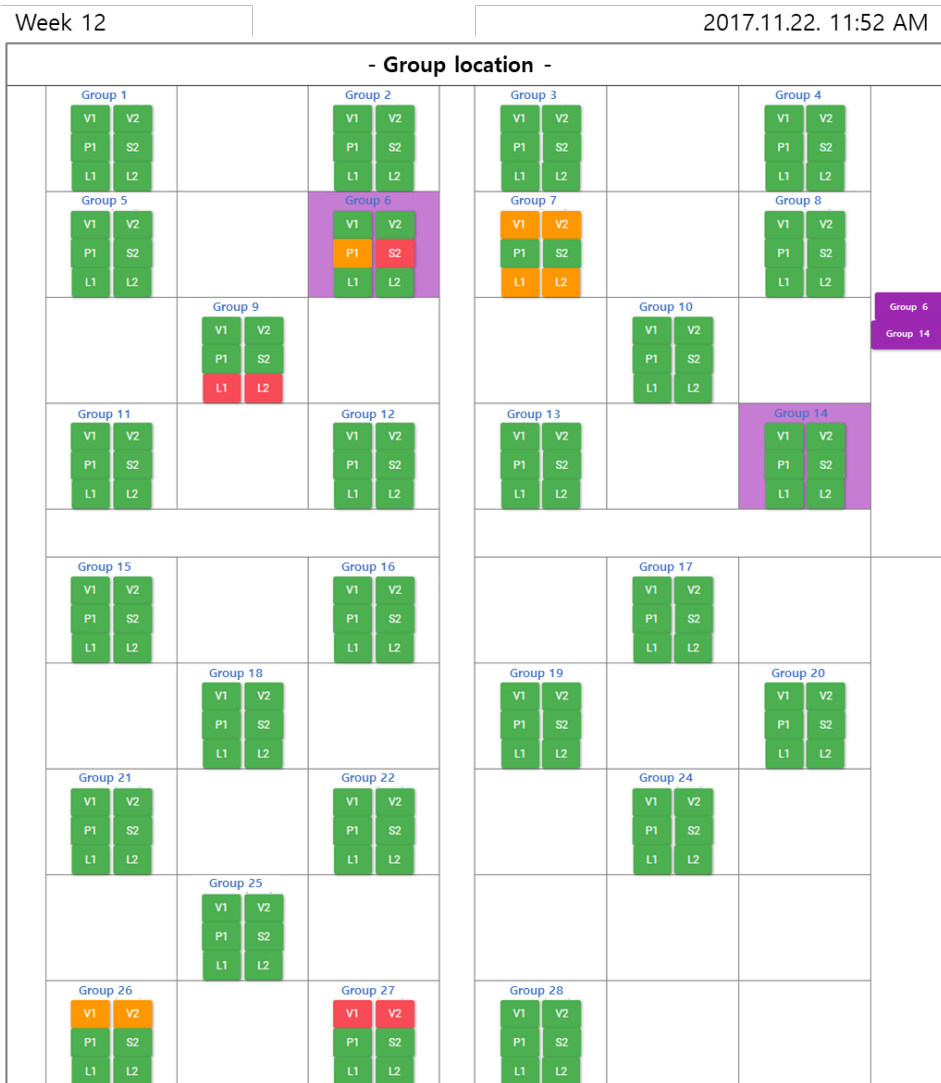 Week 12
2017.11.22. 11:52 AM
- Group location -
Group 1 Group 2 Group 3 Group 4
V1 V2 V1 V2 V1 V2 V1 V2
P1 S2 P1 S2 P1 S2 P1 S2
L1 L2 L1 L2 L1 L2 L1 L2
Group 5 Group 6 Group 7 Group 8
V1 V2 V1 V2 V1 V2 V1 V2
P1 S2 P1 S2 P1 S2 P1 S2
L1 L2 L1 L2 L1 L2 L1 L2
Group 9 Group 10 Group 6
V1 V2 V1 V2 Group 14
P1 S2 P1 S2
L1 L2 L1 L2
Group 11 Group 12 Group 13 Group 14
V1 V2 V1 V2 V1 V2 V1 V2
P1 S2 P1 S2 P1 S2 P1 S2
L1 L2 L1 L2 L1 L2 L1 L2
Group 15 Group 16 Group 17
V1 V2 V1 V2 V1 V2
P1 S2 P1 S2 P1 S2
L1 L2 L1 L2 L1 L2
Group 18 Group 19 Group 20
V1 V2 V1 V2 V1 V2
P1 S2 P1 S2 P1 S2
L1 L2 L1 L2 L1 L2
Group 21 Group 22 Group 24
V1 V2 V1 V2 V1 V2
P1 S2 P1 S2 P1 S2
L1 L2 L1 L2 L1 L2
Group 25
V1 V2
P1 S2
L1 L2
Group 26 Group 27 Group 28
V1 V2 V1 V2 V1 V2
P1 S2 P1 S2 P1 S2
L1 L2 L1 L2 L1 L2